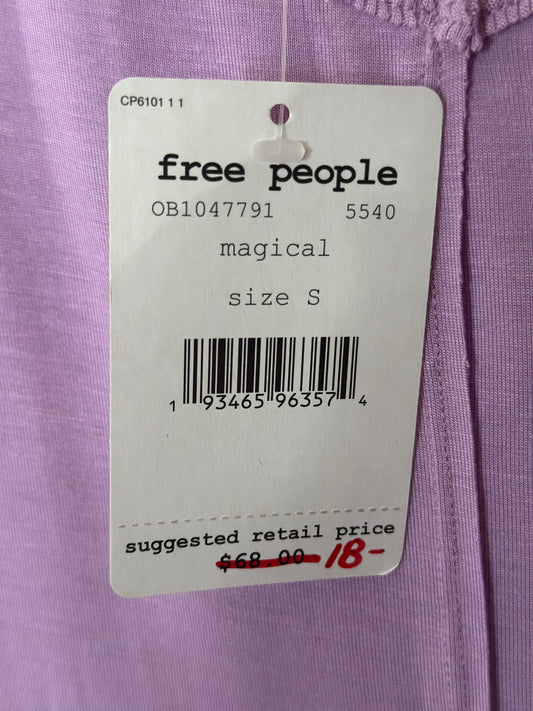 CP6101 1 1
free people
OB1047791 5540
magical
size S
1 93465 96357 4
suggested retail price
$68.00 18-